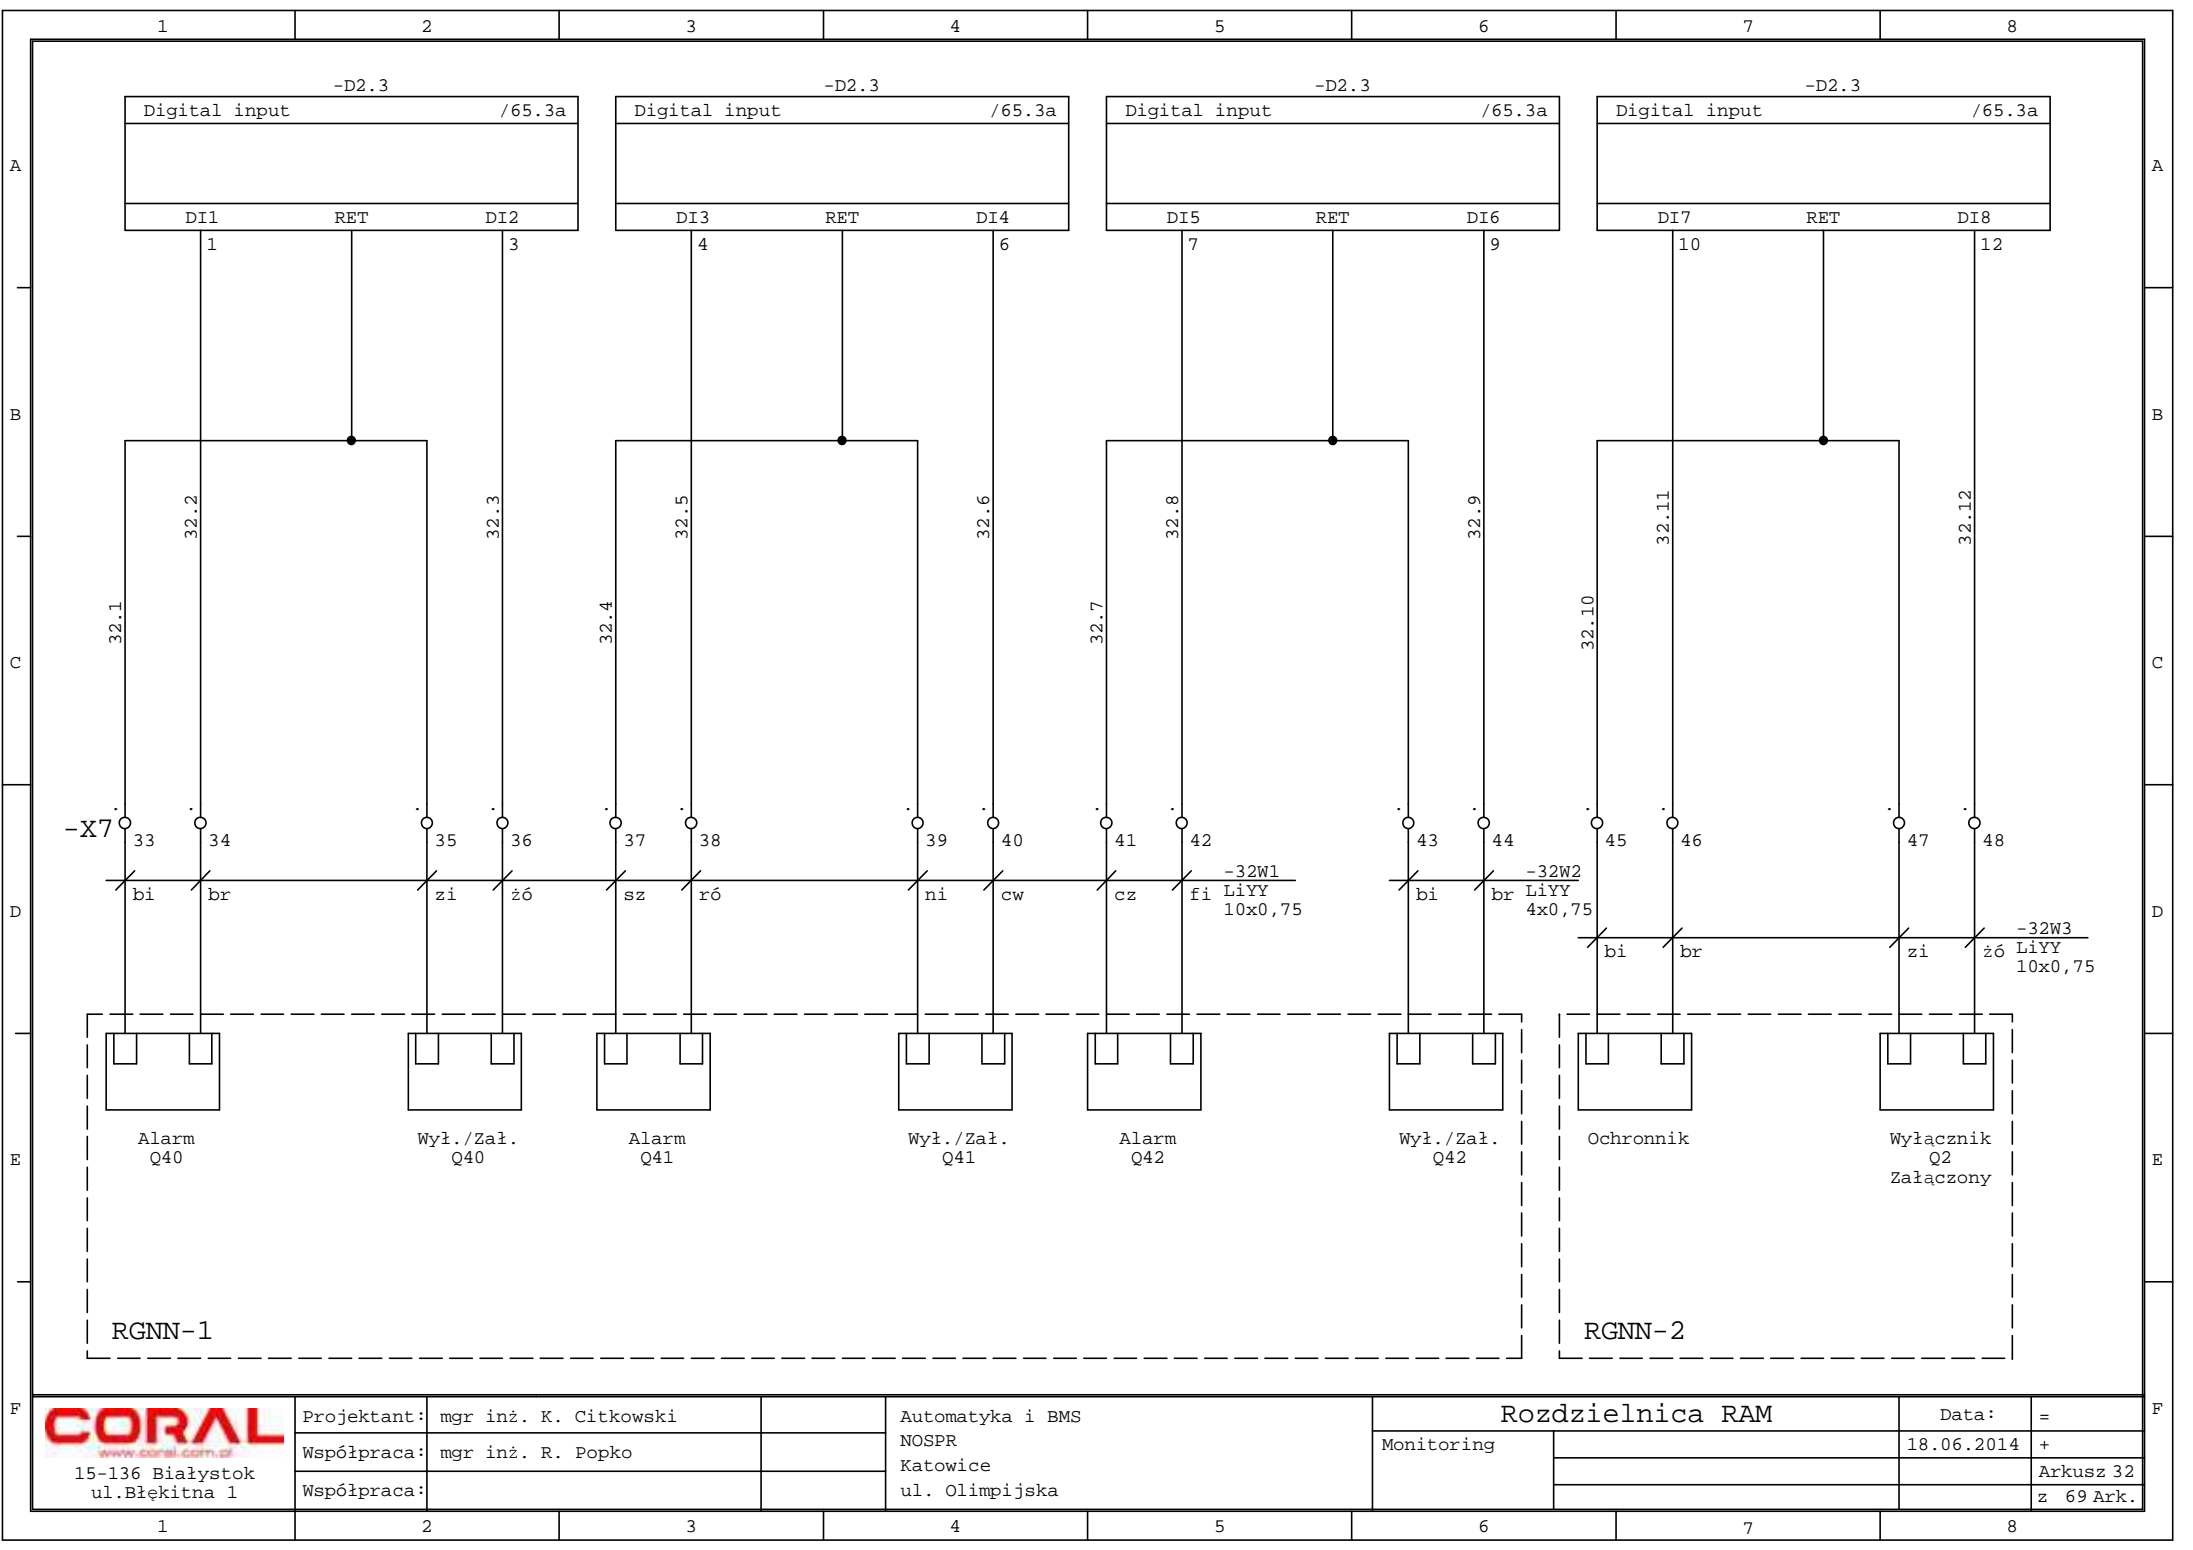 1 2 3 4 5 6 7 8
-D2.3 -D2.3 -D2.3 -D2.3
Digital input /65.3a Digital input /65.3a Digital input /65.3a Digital input /65.3a
A A
DI1 RET DI2 DI3 RET DI4 DI5 RET DI6 DI7 RET DI8
1 3 4 6 7 9 10 12
B B
32.2 32.3 32.5 32.6 32.8 32.9 32.11 32.12
32.1 32.4 32.7 32.10
C C
-X7 33 34 35 36 37 38 39 40 41 42 43 44 45 46 47 48
-32W1 -32W2
bi br zi żó sz ró ni cw cz fi LiYY bi br LiYY
10x0,75 4x0,75
D D
-32W3
bi br zi żó LiYY
10x0,75
Alarm Wył./Zał. Alarm Wył./Zał. Alarm Wył./Zał. Ochronnik Wyłącznik
Q40 Q40 Q41 Q41 Q42 Q42 Q2
E E
Załączony
RGNN-1 RGNN-2
F F
CORAL
www.coral.com.pl
15-136 Białystok
ul.Błękitna 1
Projektant: mgr inż. K. Citkowski
Współpraca: mgr inż. R. Popko
Współpraca:
Automatyka i BMS
NOSPR
Katowice
ul. Olimpijska
Rozdzielnica RAM
Monitoring
Data: =
18.06.2014 +
Arkusz 32
z 69 Ark.
1 2 3 4 5 6 7 8